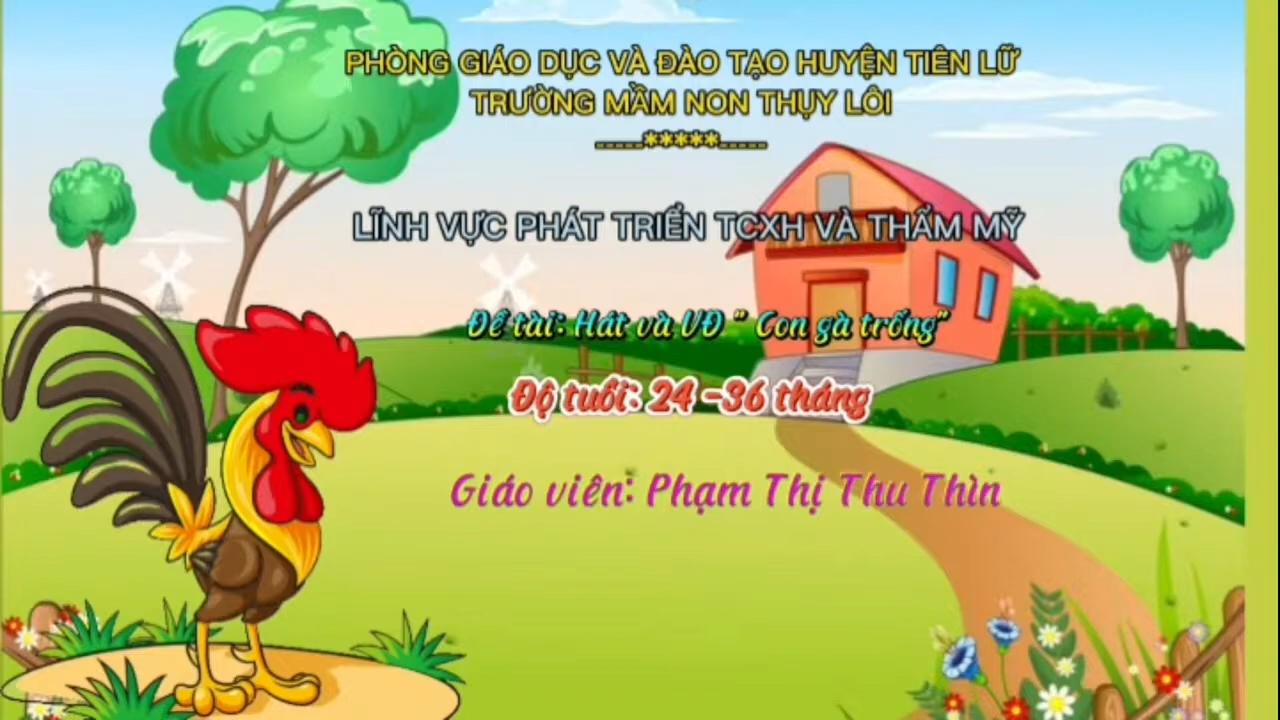 PHÒNG GIÁO DỤC VÀ ĐÀO TẠO HUYỆN TIÊN LỮ
TRƯỜNG MẦM NON THỤY LÔI
-----*****-----
LĨNH VỰC PHÁT TRIỂN TCXH VÀ THẨM MỸ
Đề tài: Hát và VĐ " Con gà trống"
Độ tuổi: 24 -36 tháng
Giáo viên: Phạm Thị Thu Thìn